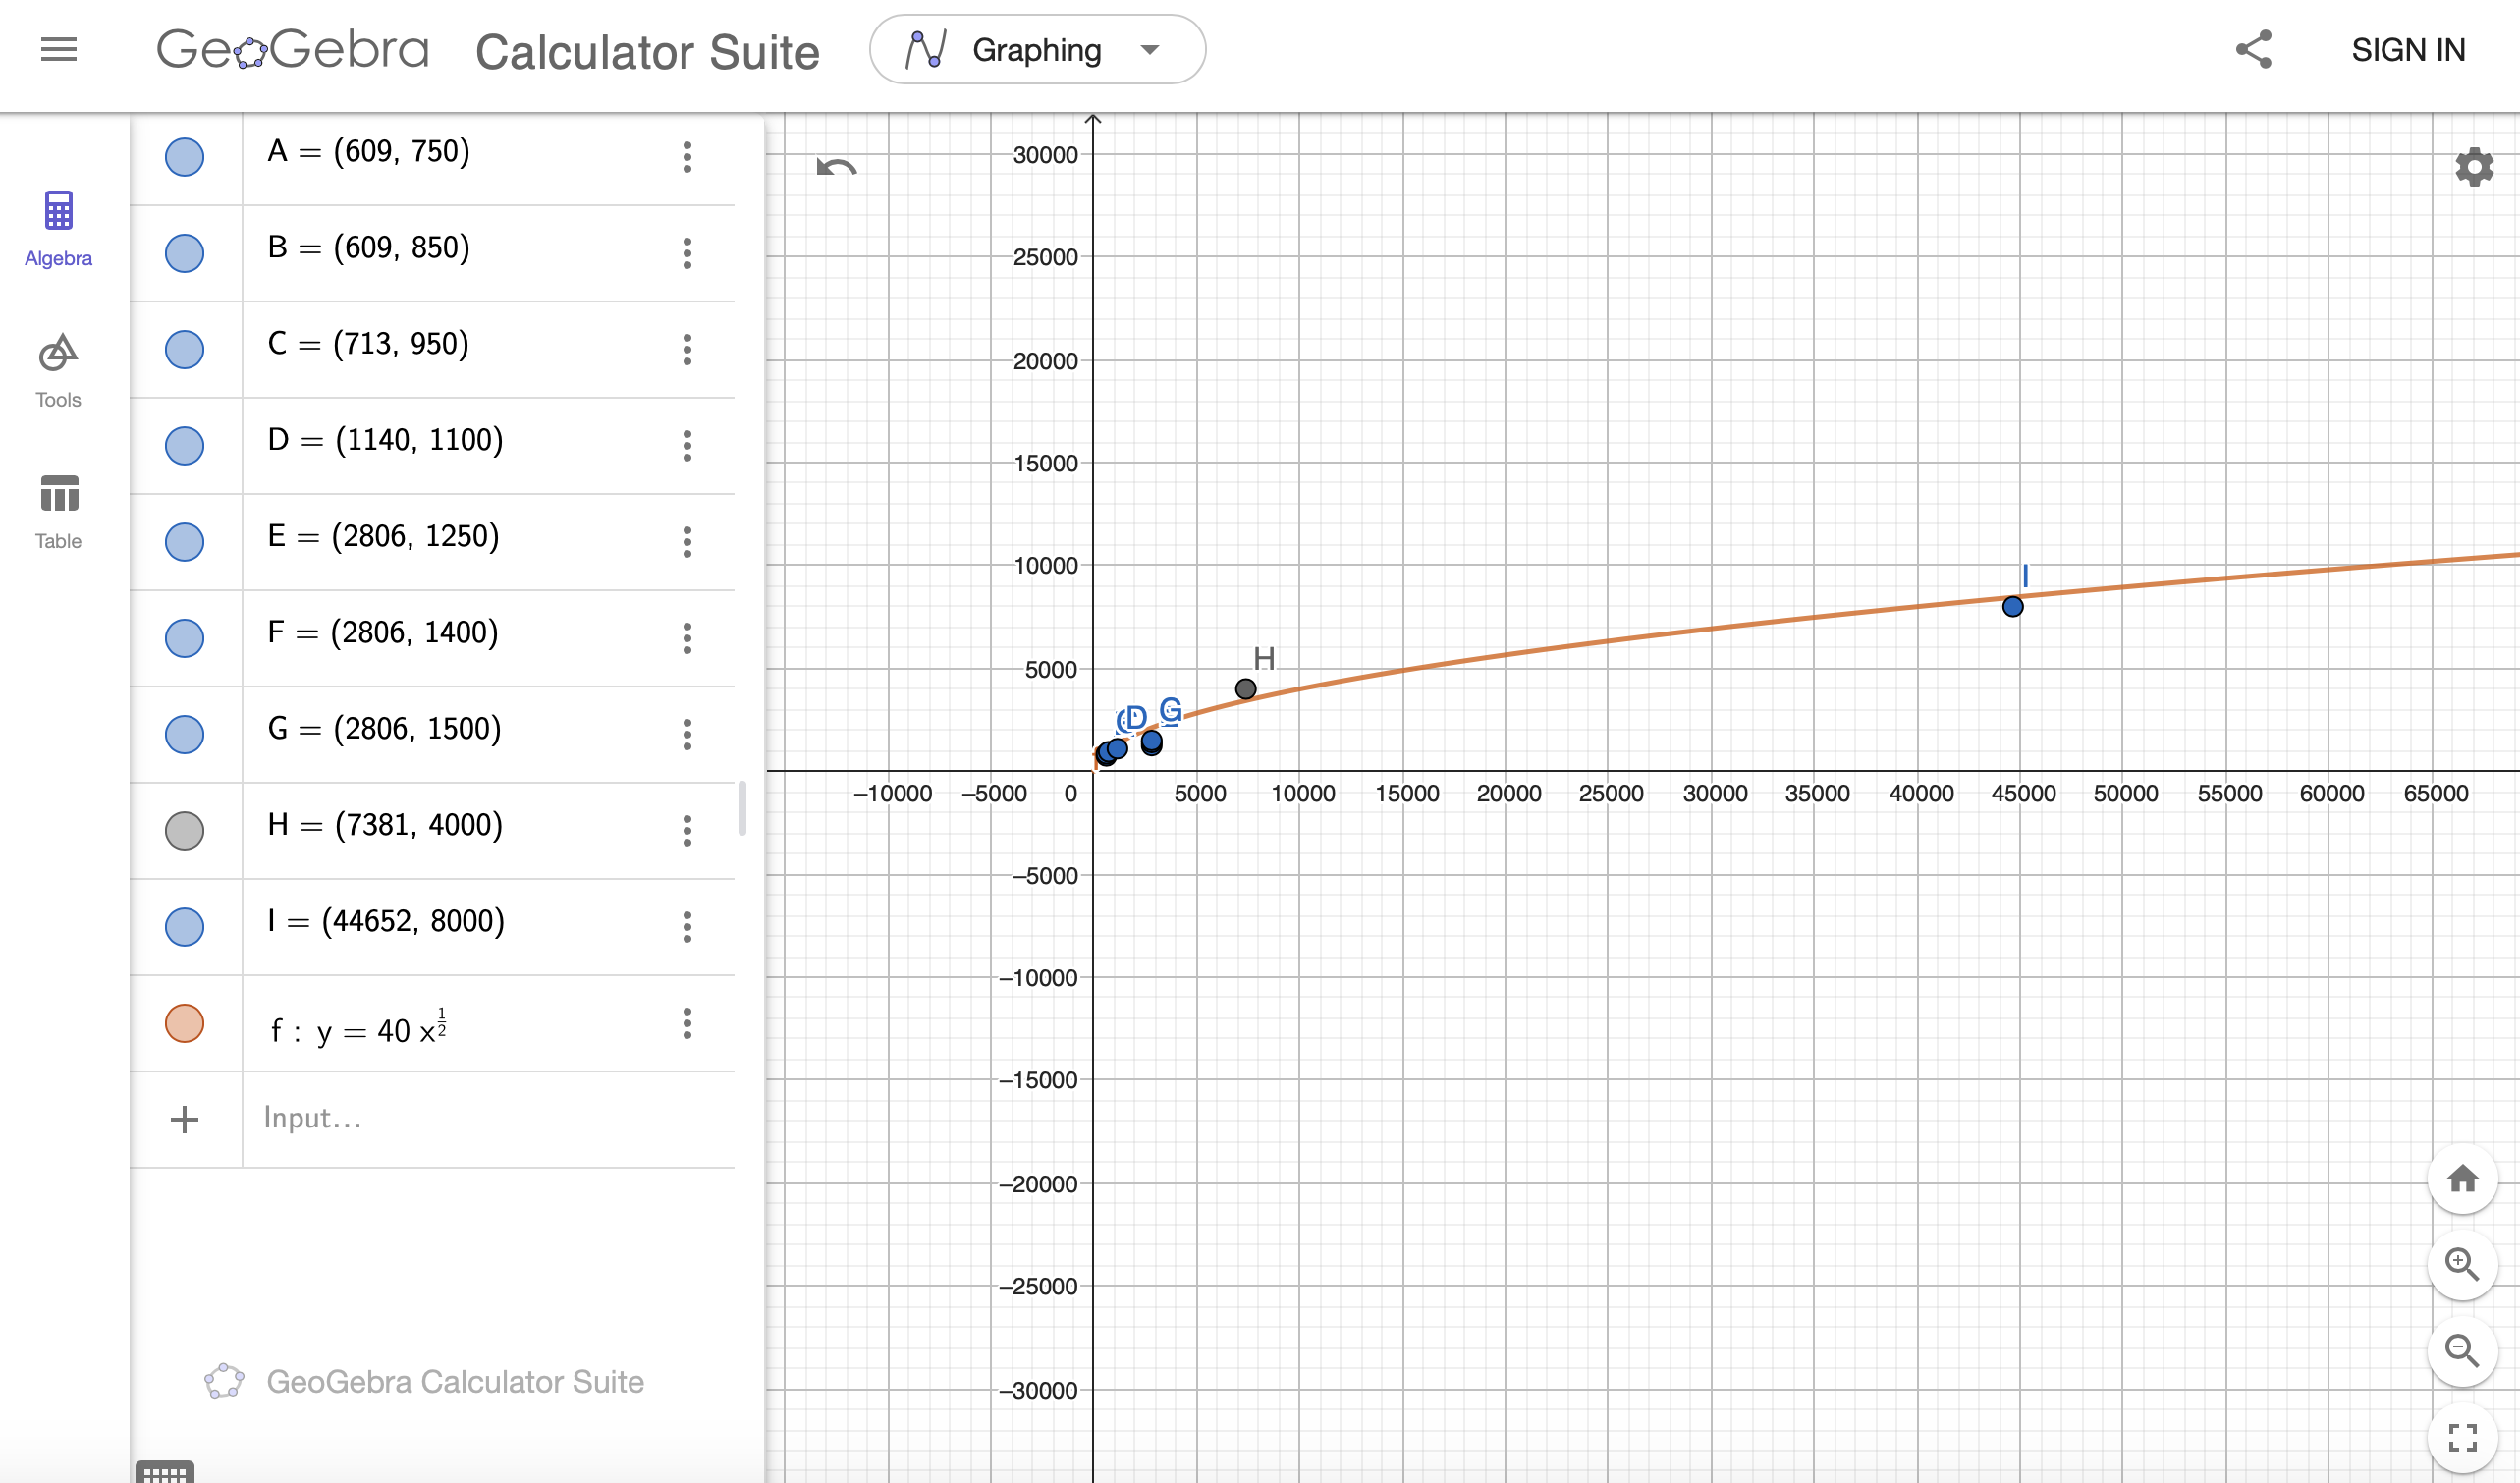 GeoGebra Calculator Suite Graphing SIGN IN
Algebra
Tools
Table
A = (609, 750)
B = (609, 850)
C = (713, 950)
D = (1140, 1100)
E = (2806, 1250)
F = (2806, 1400)
G = (2806, 1500)
H = (7381, 4000)
I = (44652, 8000)
f : y = 40 x^{1/2}
+ Input...
GeoGebra Calculator Suite
30000
25000
20000
15000
10000
5000
I
H
D G
−10000 −5000 0 5000 10000 15000 20000 25000 30000 35000 40000 45000 50000 55000 60000 65000
−5000
−10000
−15000
−20000
−25000
−30000